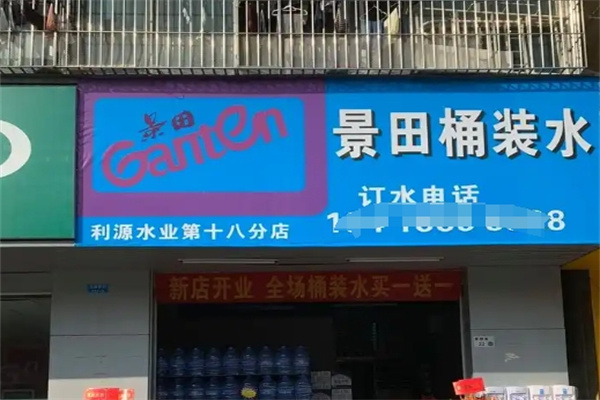 景田
Ganten
景田桶装水
订水电话
利源水业第十八分店
新店开业 全场桶装水买一送一